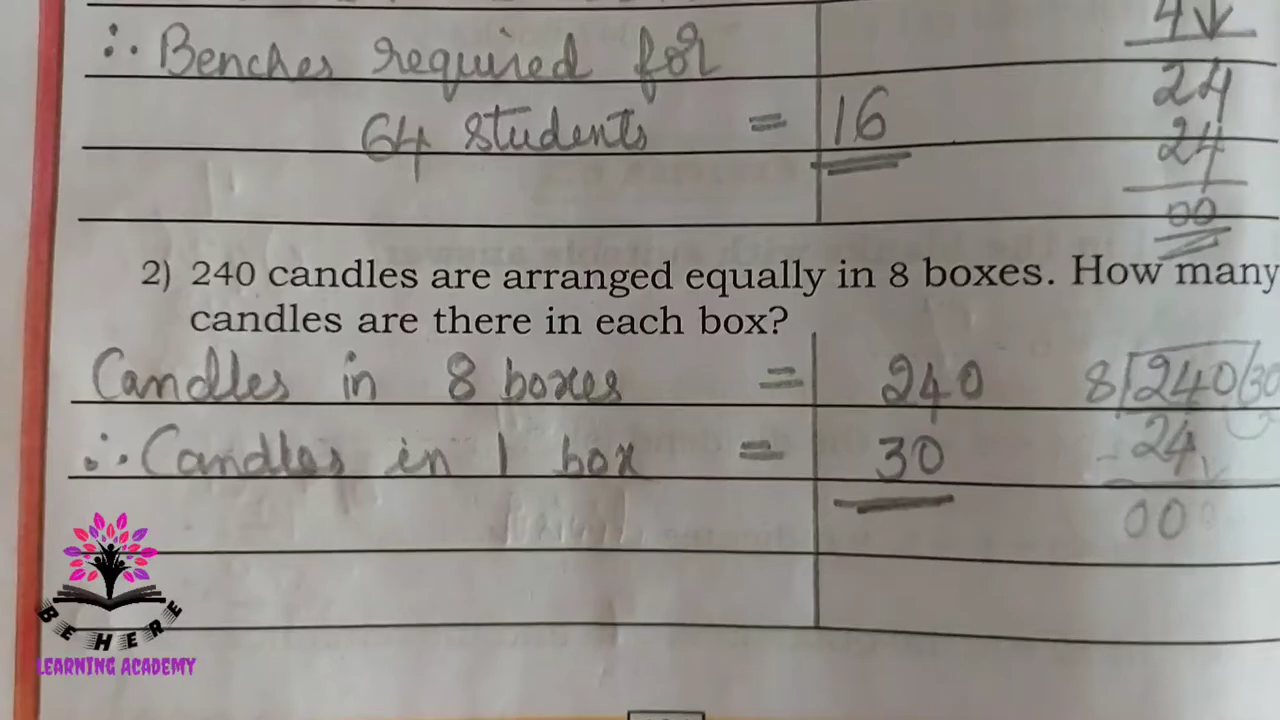 4↓
∴ Benches required for
24
64 students = 16
24
00
2) 240 candles are arranged equally in 8 boxes. How many
candles are there in each box?
Candles in 8 boxes = 240 8)240(30
∴ Candles in 1 box = 30 - 24
00
BEHERE
LEARNING ACADEMY